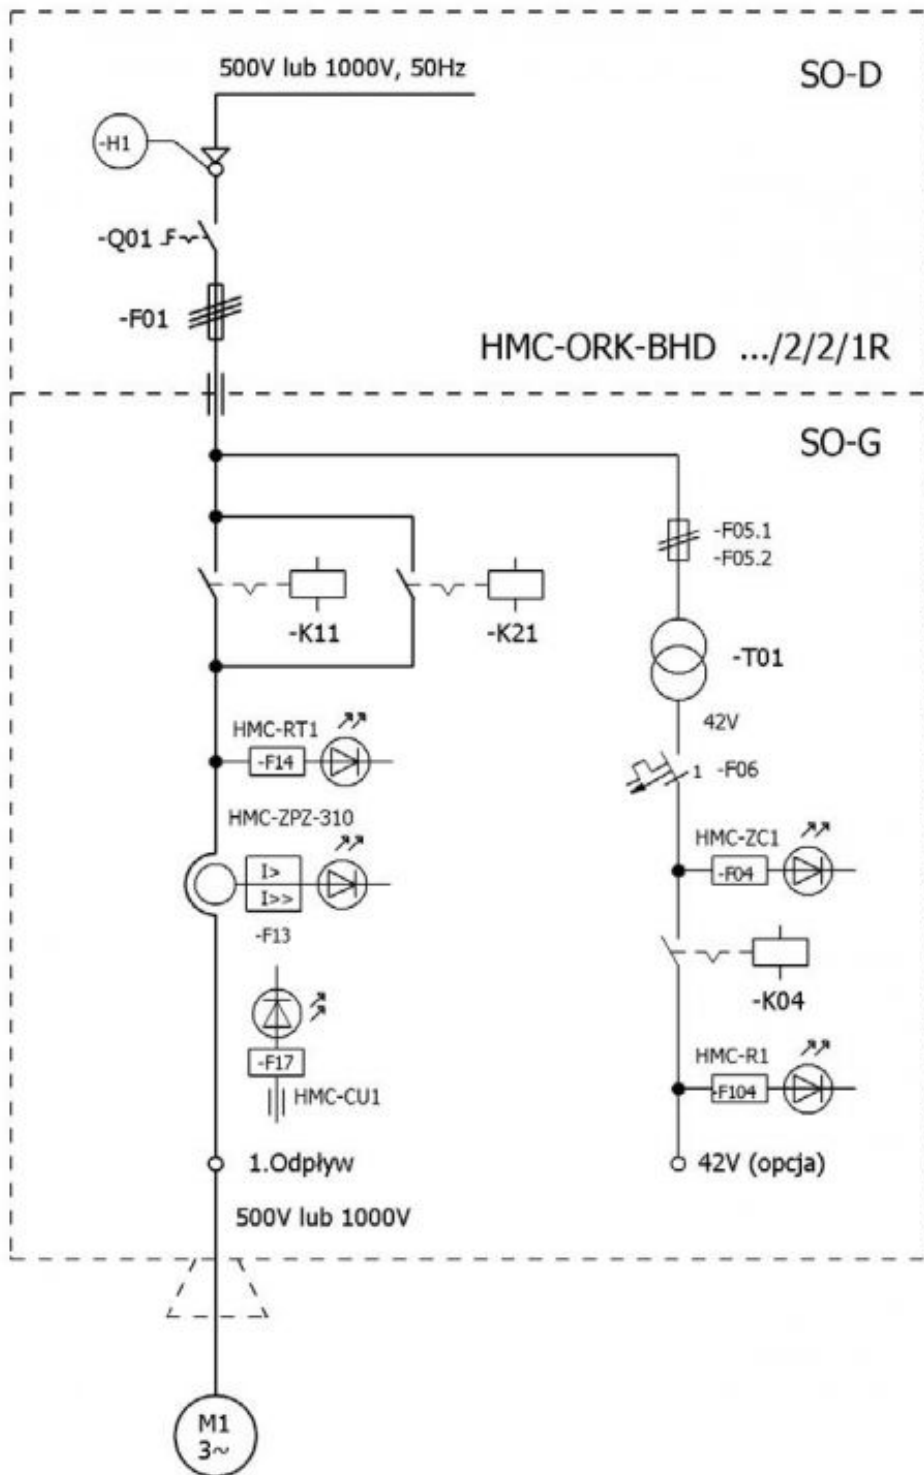 500V lub 1000V, 50Hz
SO-D
-H1
-Q01
-F01
HMC-ORK-BHD .../2/2/1R
SO-G
-F05.1
-F05.2
-K11
-K21
-T01
42V
HMC-RT1
-F14
1 -F06
HMC-ZPZ-310
I>
I>>
-F13
HMC-ZC1
-F04
-K04
-F17
HMC-CU1
HMC-R1
-F104
1.Odpływ
42V (opcja)
500V lub 1000V
M1
3~